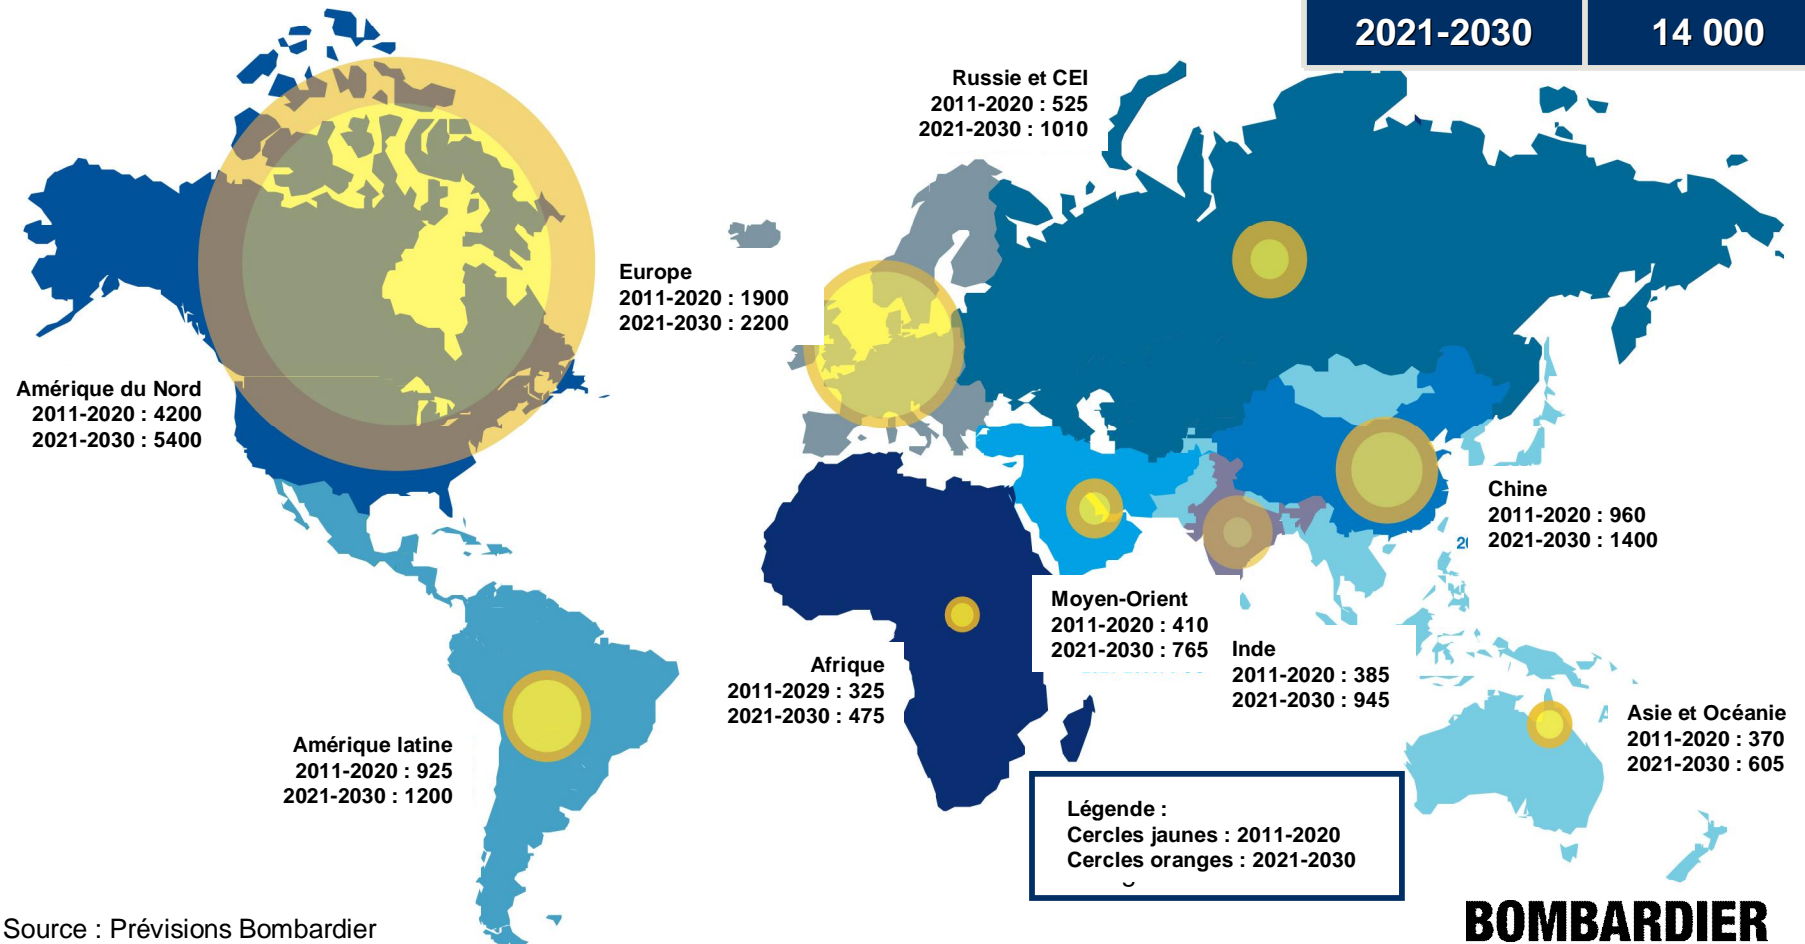 2021-2030 14 000
Russie et CEI
2011-2020 : 525
2021-2030 : 1010
Europe
2011-2020 : 1900
2021-2030 : 2200
Amérique du Nord
2011-2020 : 4200
2021-2030 : 5400
Chine
2011-2020 : 960
2021-2030 : 1400
Moyen-Orient
2011-2020 : 410
2021-2030 : 765
Inde
2011-2020 : 385
2021-2030 : 945
Afrique
2011-2029 : 325
2021-2030 : 475
Asie et Océanie
2011-2020 : 370
2021-2030 : 605
Amérique latine
2011-2020 : 925
2021-2030 : 1200
Légende :
Cercles jaunes : 2011-2020
Cercles oranges : 2021-2030
Source : Prévisions Bombardier
BOMBARDIER